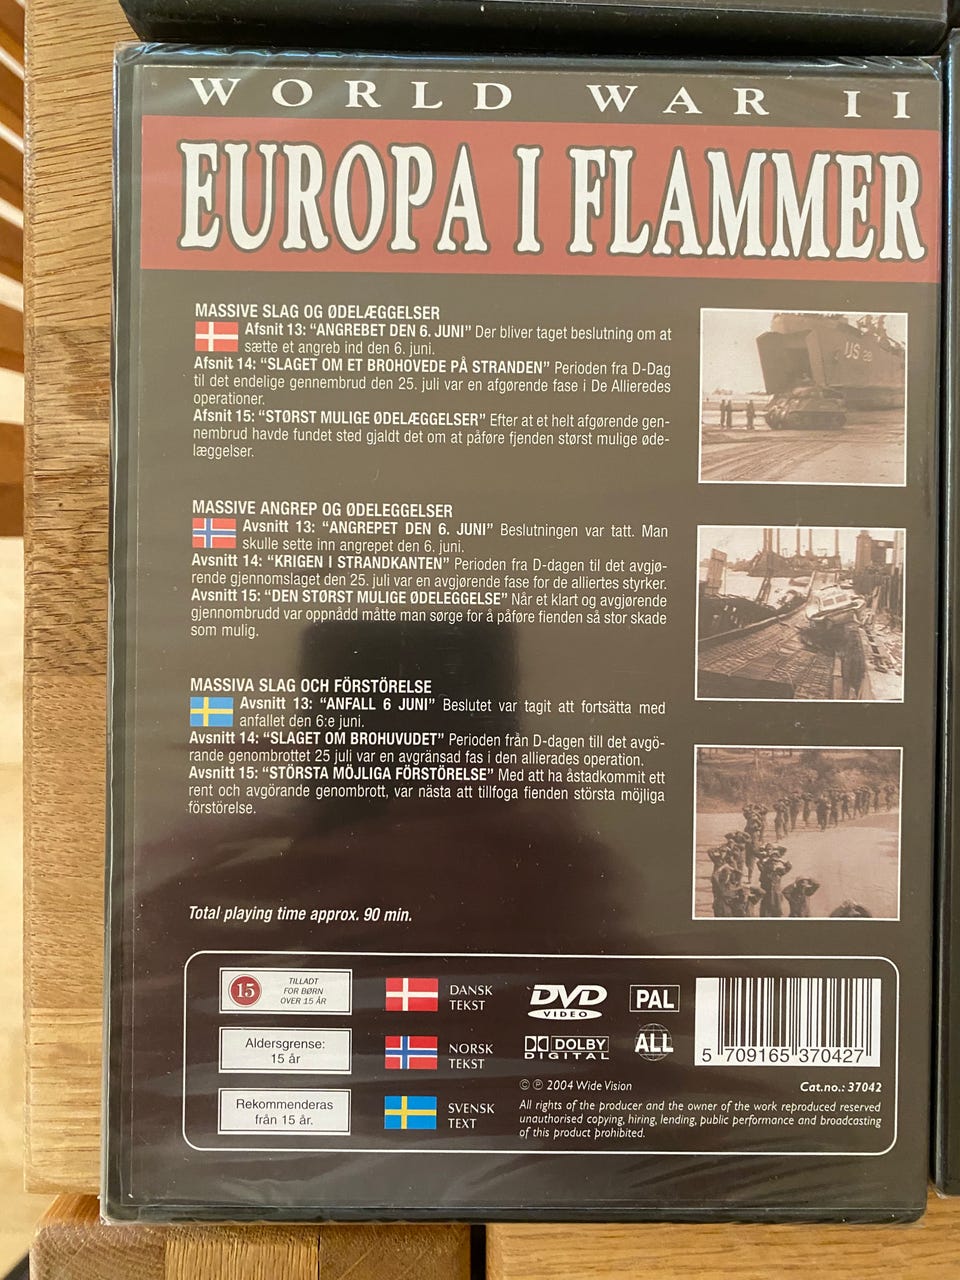 WORLD WAR II
EUROPA I FLAMMER
MASSIVE SLAG OG ØDELÆGGELSER
Afsnit 13: “ANGREBET DEN 6. JUNI” Der bliver taget beslutning om at
sætte et angreb ind den 6. juni.
Afsnit 14: “SLAGET OM ET BROHOVEDE PÅ STRANDEN” Perioden fra D-Dag
til det endelige gennembrud den 25. juli var en afgørende fase i De Allieredes
operationer.
Afsnit 15: “STØRST MULIGE ØDELÆGGELSER” Efter at et helt afgørende gen-
nembrud havde fundet sted gjaldt det om at påføre fjenden størst mulige øde-
læggelser.
US
MASSIVE ANGREP OG ØDELEGGELSER
Avsnitt 13: “ANGREPET DEN 6. JUNI” Beslutningen var tatt. Man
skulle sette inn angrepet den 6. juni.
Avsnitt 14: “KRIGEN I STRANDKANTEN” Perioden fra D-dagen til det avgjø-
rende gjennomslaget den 25. juli var en avgjørende fase for de alliertes styrker.
Avsnitt 15: “DEN STØRST MULIGE ØDELEGGELSE” Når et klart og avgjørende
gjennombrudd var oppnådd måtte man sørge for å påføre fienden så stor skade
som mulig.
MASSIVA SLAG OCH FÖRSTÖRELSE
Avsnitt 13: “ANFALL 6 JUNI” Beslutet var tagit att fortsätta med
anfallet den 6:e juni.
Avsnitt 14: “SLAGET OM BROHUVUDET” Perioden från D-dagen till det avgö-
rande genombrottet 25 juli var en avgränsad fas i den allierades operation.
Avsnitt 15: “STÖRSTA MÖJLIGA FÖRSTÖRELSE” Med att ha åstadkommit ett
rent och avgörande genombrott, var nästa att tillfoga fienden största möjliga
förstörelse.
Total playing time approx. 90 min.
15
TILLADT
FOR BØRN
OVER 15 ÅR
Aldersgrense:
15 år
Rekommenderas
från 15 år.
DANSK
TEKST
NORSK
TEKST
SVENSK
TEXT
DVD
VIDEO
PAL
DOLBY
DIGITAL
ALL
5 709165 370427
© ℗ 2004 Wide Vision
Cat.no.: 37042
All rights of the producer and the owner of the work reproduced reserved
unauthorised copying, hiring, lending, public performance and broadcasting
of this product prohibited.